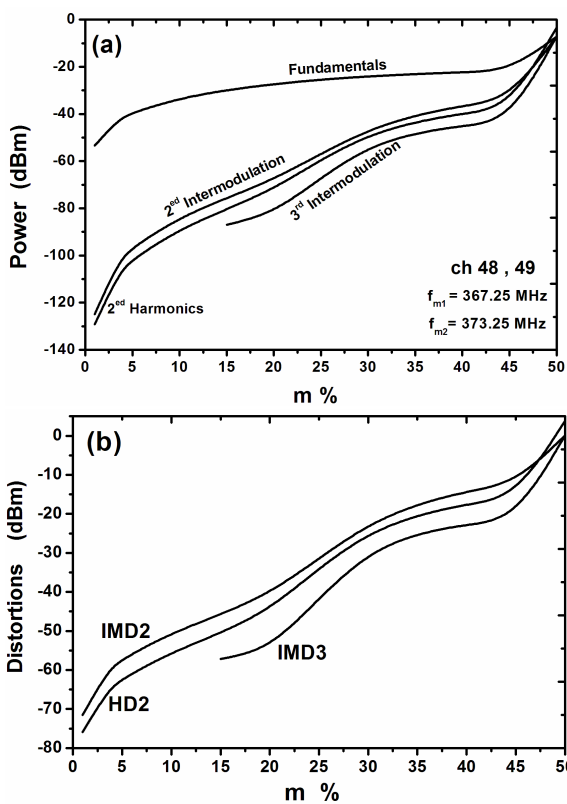 (a)
Power (dBm)
0
-20
-40
-60
-80
-100
-120
-140
Fundamentals
2ed Intermodulation
3rd Intermodulation
2ed Harmonics
ch 48 , 49
fm1 = 367.25 MHz
fm2= 373.25 MHz
0 5 10 15 20 25 30 35 40 45 50
m %
(b)
Distortions (dBm)
0
-10
-20
-30
-40
-50
-60
-70
-80
IMD2
HD2
IMD3
0 5 10 15 20 25 30 35 40 45 50
m %